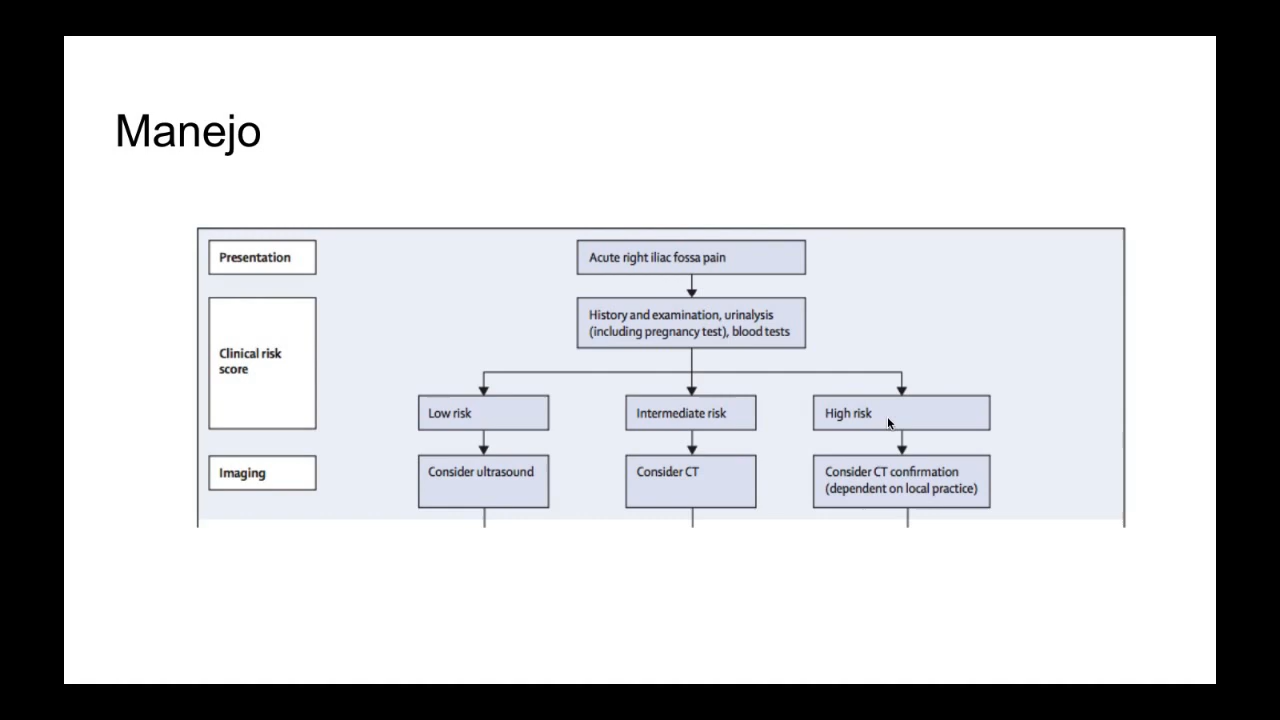 Manejo
Presentation
Acute right iliac fossa pain
History and examination, urinalysis
(including pregnancy test), blood tests
Clinical risk
score
Low risk
Intermediate risk
High risk
Imaging
Consider ultrasound
Consider CT
Consider CT confirmation
(dependent on local practice)